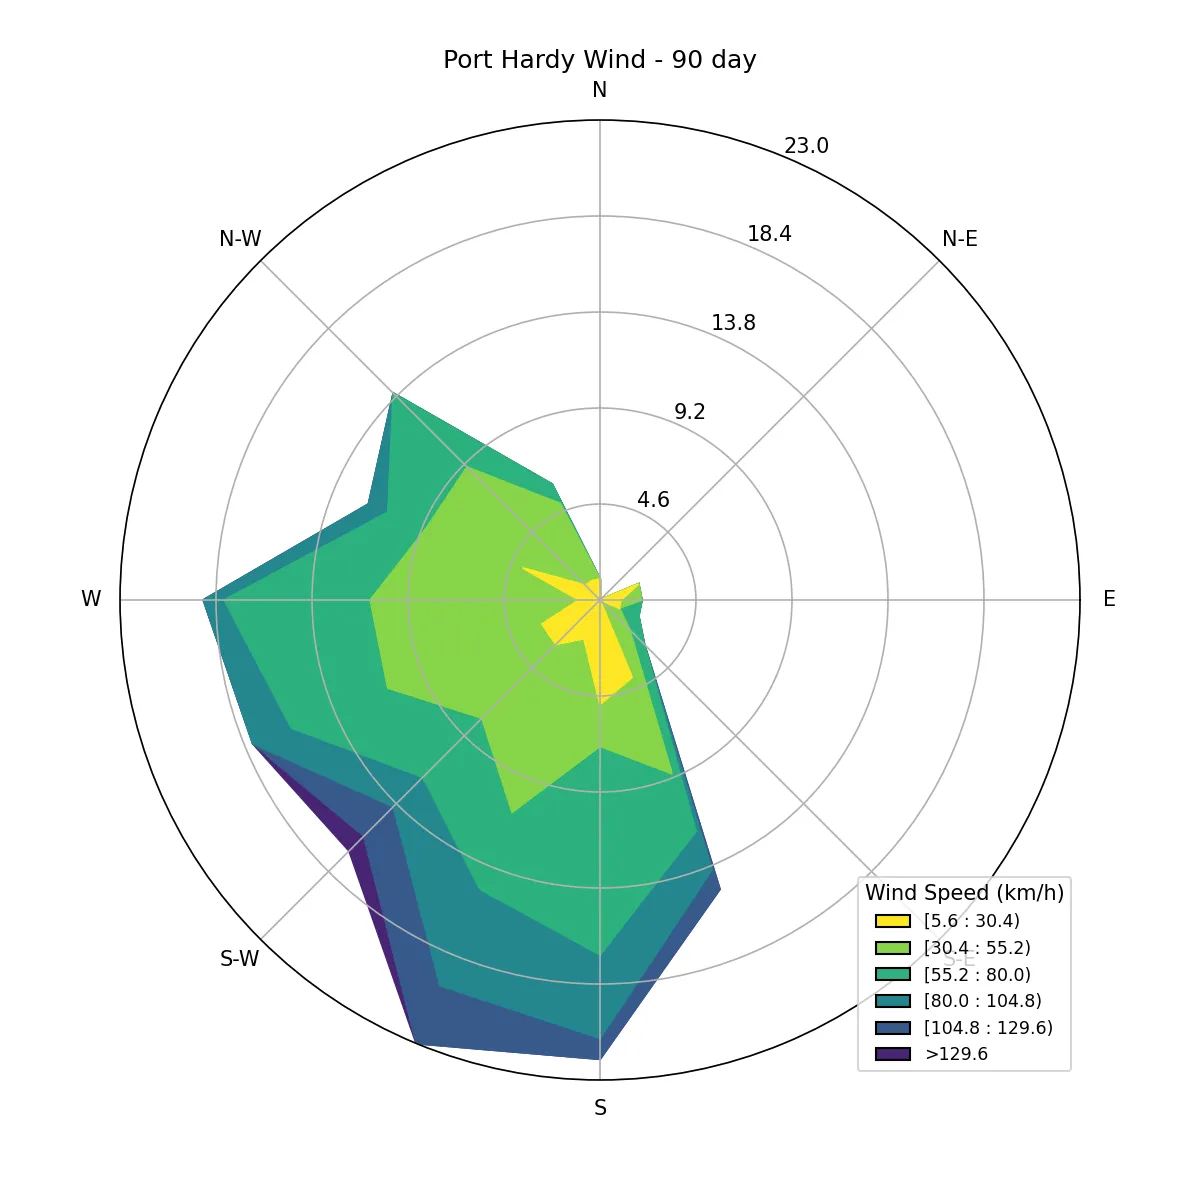 Port Hardy Wind - 90 day
N
23.0
N-W
18.4
N-E
13.8
9.2
4.6
W
E
Wind Speed (km/h)
[5.6 : 30.4)
[30.4 : 55.2)
S-W
S-E
[55.2 : 80.0)
[80.0 : 104.8)
[104.8 : 129.6)
>129.6
S